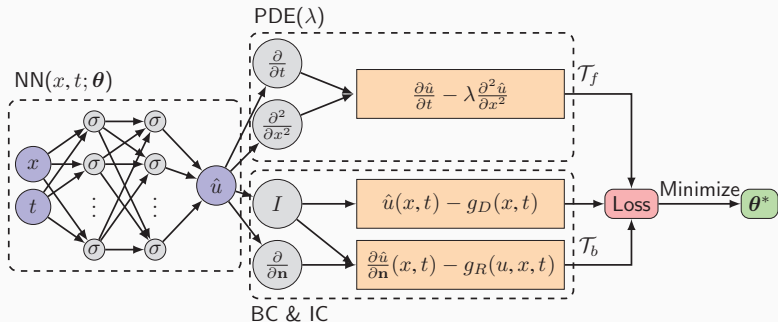 PDE(λ)
NN(x, t; θ)
∂/∂t
∂²/∂x²
∂û/∂t − λ ∂²û/∂x²
𝒯_f
σ
σ
x
σ
σ
û
t
⋮
⋮
σ
σ
I
û(x, t) − g_D(x, t)
Loss
Minimize
θ*
∂/∂n
∂û/∂n(x, t) − g_R(u, x, t)
𝒯_b
BC & IC